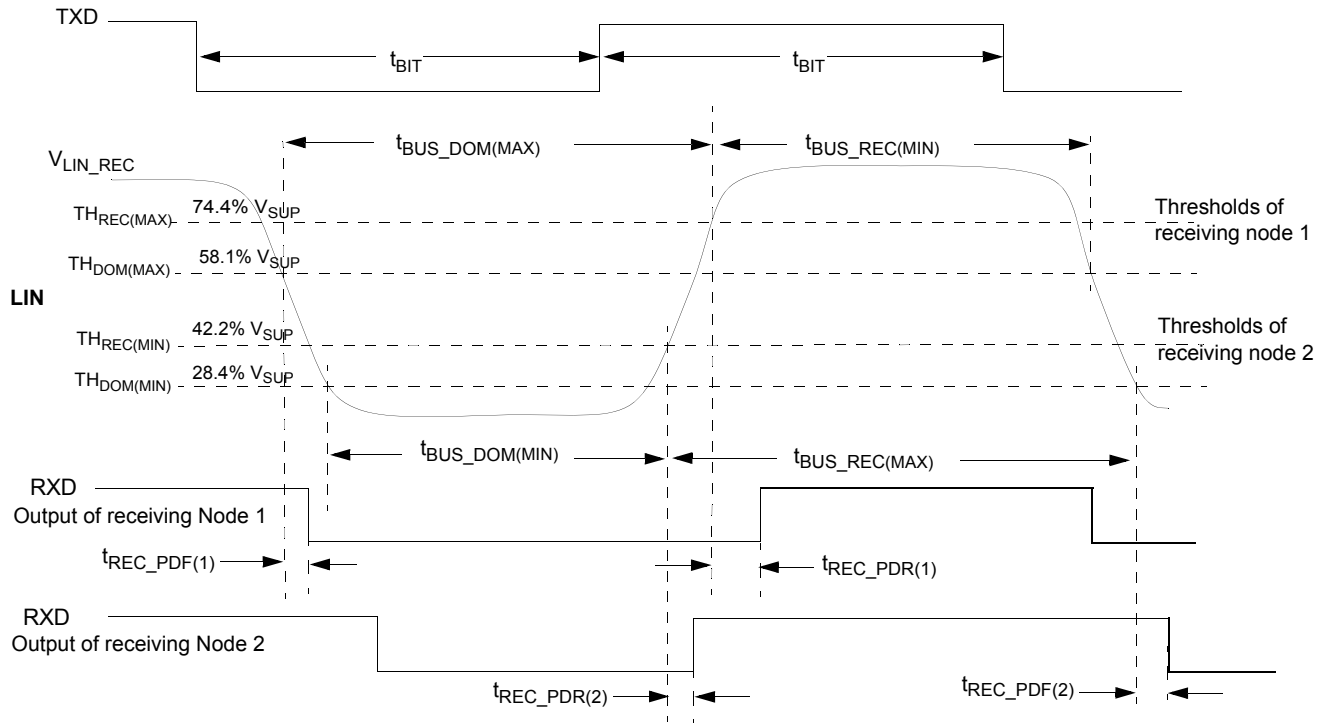 TXD
tBIT
tBIT
tBUS_DOM(MAX)
tBUS_REC(MIN)
VLIN_REC
THREC(MAX) 74.4% VSUP
Thresholds of
receiving node 1
THDOM(MAX) 58.1% VSUP
LIN
THREC(MIN) 42.2% VSUP
Thresholds of
receiving node 2
THDOM(MIN) 28.4% VSUP
tBUS_DOM(MIN)
tBUS_REC(MAX)
RXD
Output of receiving Node 1
tREC_PDF(1)
tREC_PDR(1)
RXD
Output of receiving Node 2
tREC_PDR(2)
tREC_PDF(2)